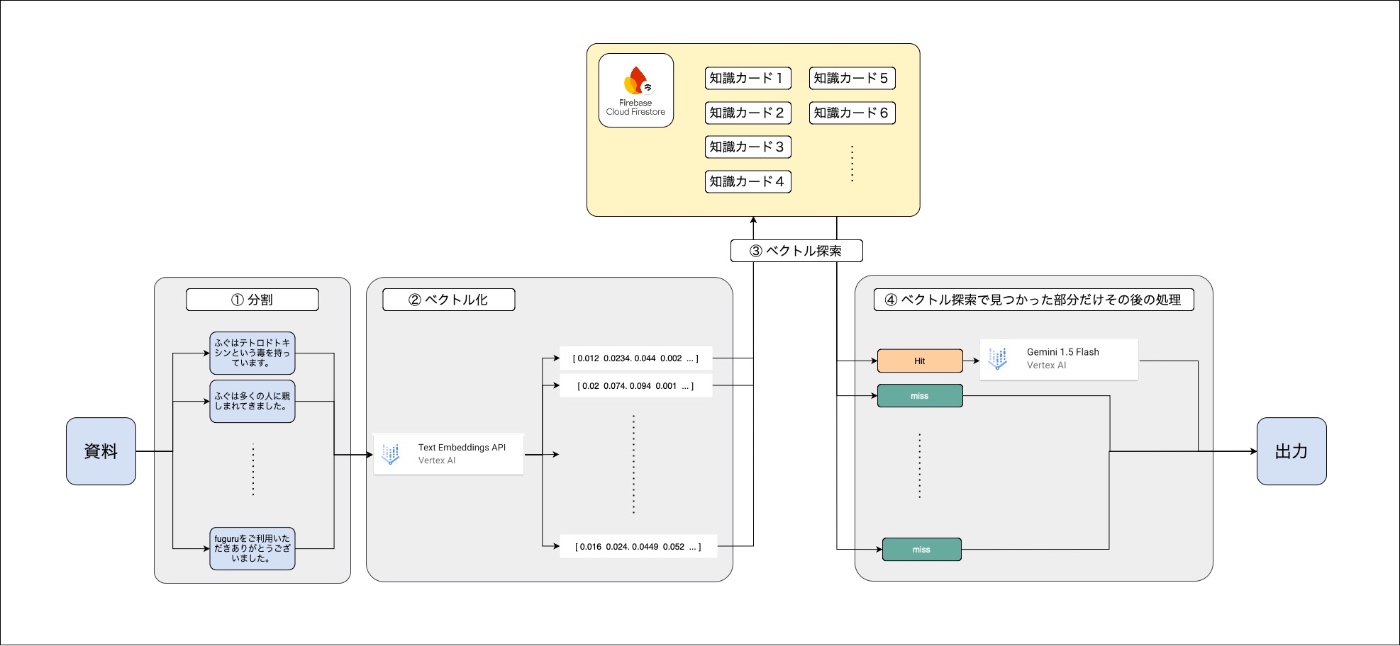 Firebase
Cloud Firestore
知識カード1
知識カード2
知識カード3
知識カード4
知識カード5
知識カード6
③ ベクトル探索
① 分割
ふぐはテトロドトキ
シンという毒を持っ
ています。
ふぐは多くの人に親
しまれてきました。
fuguruをご利用いた
だきありがとうござ
いました。
資料
② ベクトル化
Text Embeddings API
Vertex AI
[ 0.012 0.0234. 0.044 0.002 ... ]
[ 0.02 0.074. 0.094 0.001 ... ]
[ 0.016 0.024. 0.0449 0.052 ... ]
④ ベクトル探索で見つかった部分だけその後の処理
Hit
Gemini 1.5 Flash
Vertex AI
miss
miss
出力